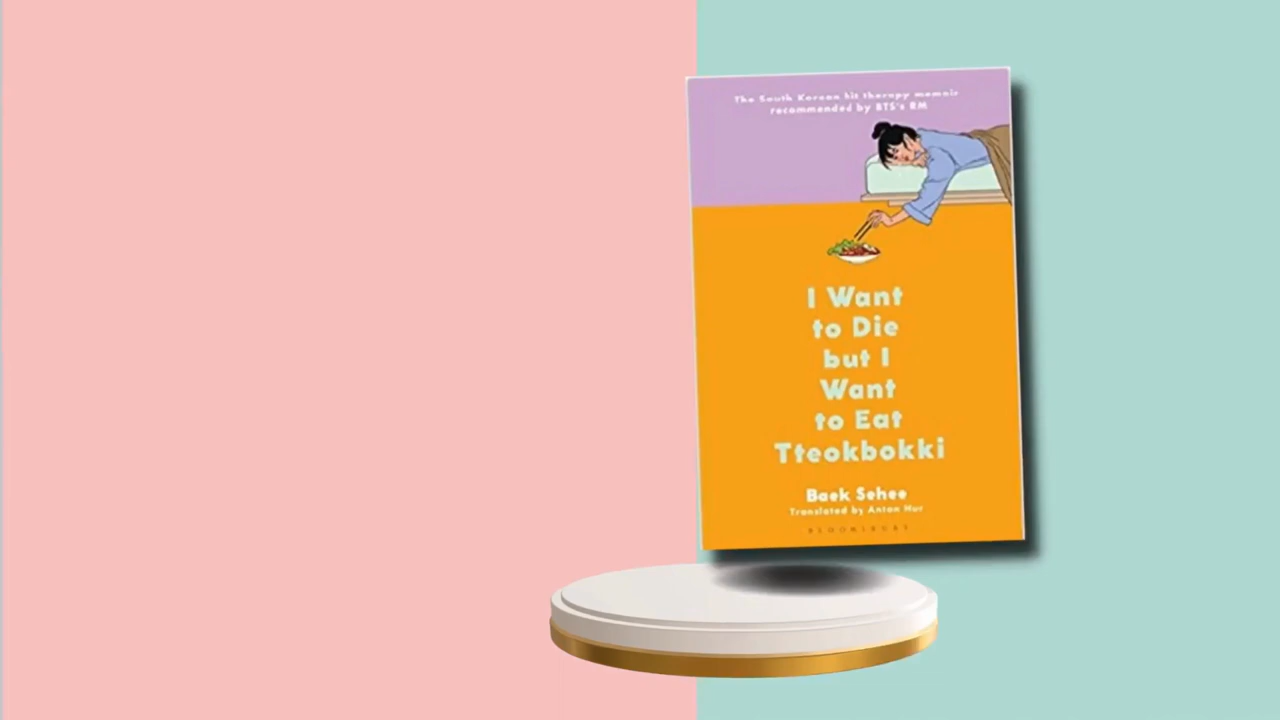 The South Korean hit therapy memoir
recommended by BTS's RM
I Want
to Die
but I
Want
to Eat
Tteokbokki
Baek Sehee
Translated by Anton Hur
BLOOMSBURY